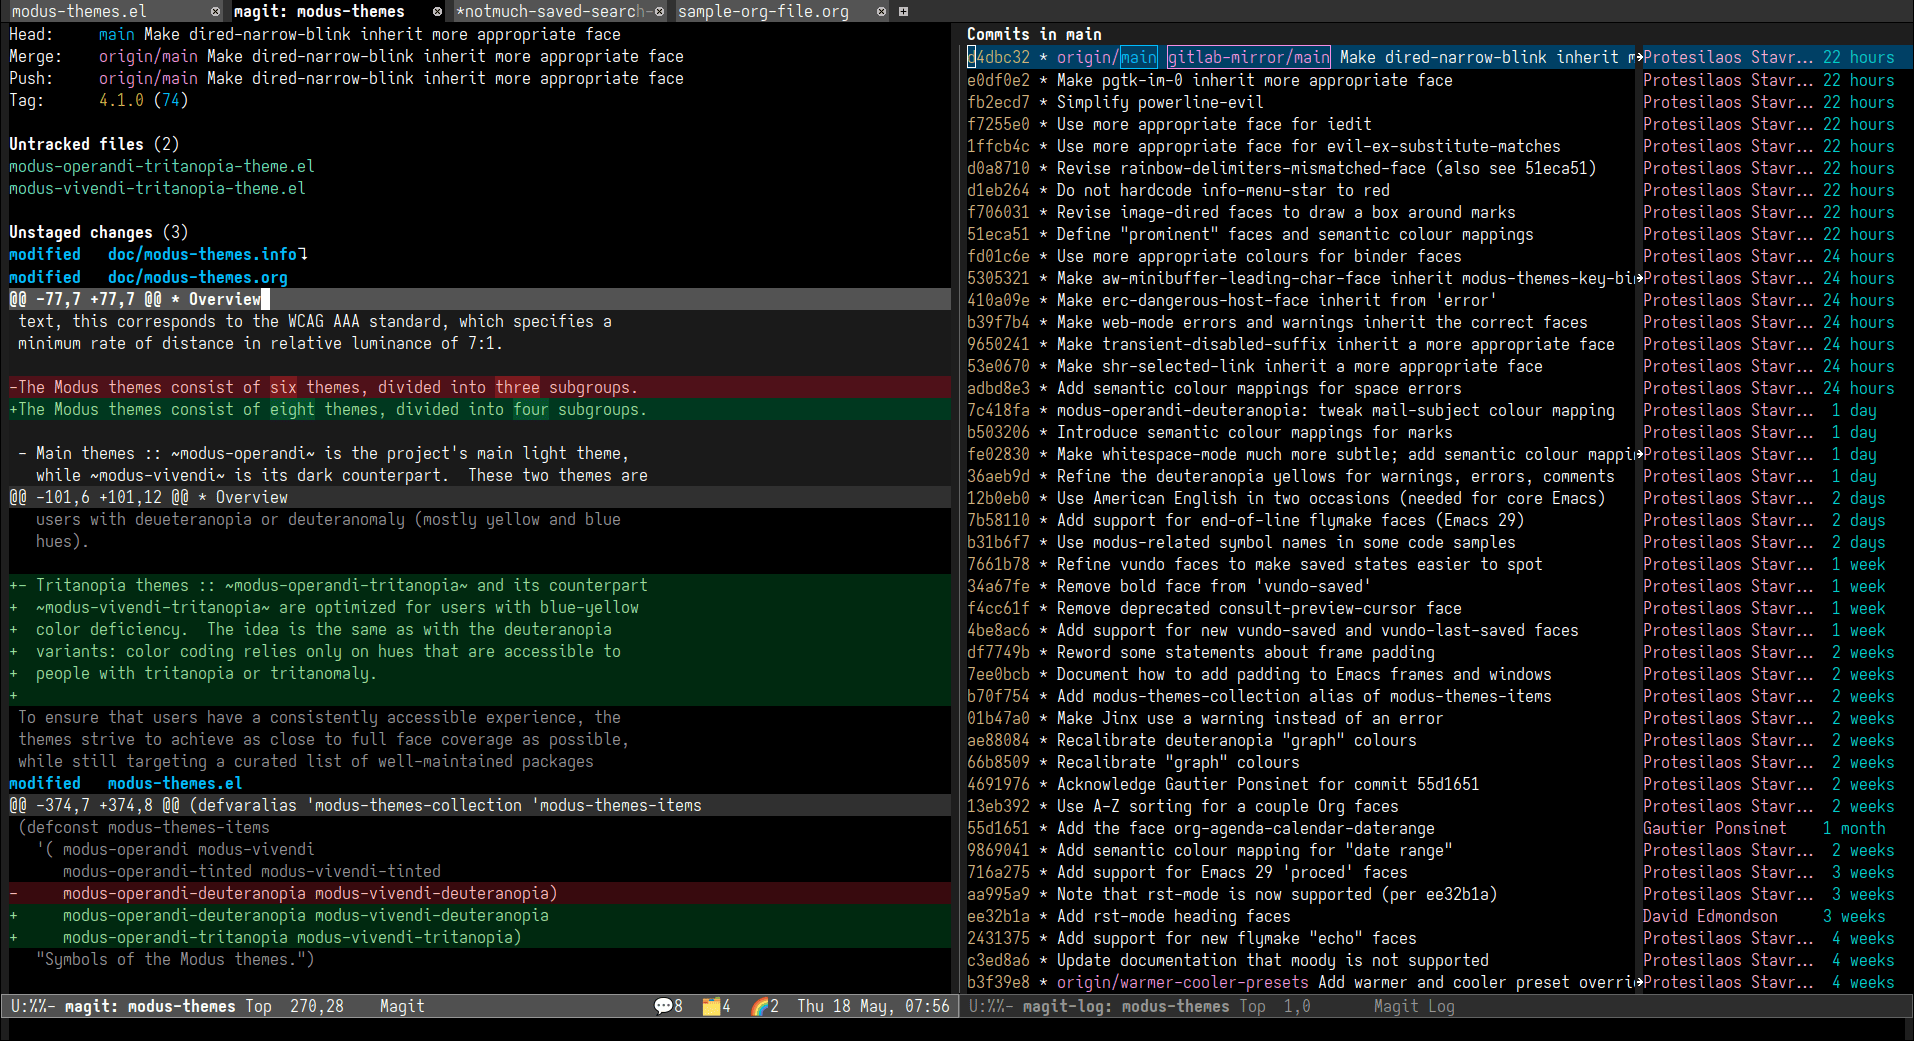 modus-themes.el magit: modus-themes *notmuch-saved-search- sample-org-file.org
Head:     main Make dired-narrow-blink inherit more appropriate face
Merge:    origin/main Make dired-narrow-blink inherit more appropriate face
Push:     origin/main Make dired-narrow-blink inherit more appropriate face
Tag:      4.1.0 (74)
Untracked files (2)
modus-operandi-tritanopia-theme.el
modus-vivendi-tritanopia-theme.el
Unstaged changes (3)
modified   doc/modus-themes.info
modified   doc/modus-themes.org
@@ -77,7 +77,7 @@ * Overview
text, this corresponds to the WCAG AAA standard, which specifies a
minimum rate of distance in relative luminance of 7:1.
-The Modus themes consist of six themes, divided into three subgroups.
+The Modus themes consist of eight themes, divided into four subgroups.
- Main themes :: ~modus-operandi~ is the project's main light theme,
while ~modus-vivendi~ is its dark counterpart.  These two themes are
@@ -101,6 +101,12 @@ * Overview
users with deueteranopia or deuteranomaly (mostly yellow and blue
hues).
+- Tritanopia themes :: ~modus-operandi-tritanopia~ and its counterpart
+  ~modus-vivendi-tritanopia~ are optimized for users with blue-yellow
+  color deficiency.  The idea is the same as with the deuteranopia
+  variants: color coding relies only on hues that are accessible to
+  people with tritanopia or tritanomaly.
+
To ensure that users have a consistently accessible experience, the
themes strive to achieve as close to full face coverage as possible,
while still targeting a curated list of well-maintained packages
modified   modus-themes.el
@@ -374,7 +374,8 @@ (defvaralias 'modus-themes-collection 'modus-themes-items
(defconst modus-themes-items
'( modus-operandi modus-vivendi
modus-operandi-tinted modus-vivendi-tinted
-     modus-operandi-deuteranopia modus-vivendi-deuteranopia)
+     modus-operandi-deuteranopia modus-vivendi-deuteranopia
+     modus-operandi-tritanopia modus-vivendi-tritanopia)
"Symbols of the Modus themes.")
U:%%- magit: modus-themes Top  270,28    Magit 8 4 2 Thu 18 May, 07:56
Commits in main
d4dbc32 * origin/main gitlab-mirror/main Make dired-narrow-blink inherit m Protesilaos Stavr... 22 hours
e0df0e2 * Make pgtk-im-0 inherit more appropriate face Protesilaos Stavr... 22 hours
fb2ecd7 * Simplify powerline-evil Protesilaos Stavr... 22 hours
f7255e0 * Use more appropriate face for iedit Protesilaos Stavr... 22 hours
1ffcb4c * Use more appropriate face for evil-ex-substitute-matches Protesilaos Stavr... 22 hours
d0a8710 * Revise rainbow-delimiters-mismatched-face (also see 51eca51) Protesilaos Stavr... 22 hours
d1eb264 * Do not hardcode info-menu-star to red Protesilaos Stavr... 22 hours
f706031 * Revise image-dired faces to draw a box around marks Protesilaos Stavr... 22 hours
51eca51 * Define "prominent" faces and semantic colour mappings Protesilaos Stavr... 22 hours
fd01c6e * Use more appropriate colours for binder faces Protesilaos Stavr... 24 hours
5305321 * Make aw-minibuffer-leading-char-face inherit modus-themes-key-bi Protesilaos Stavr... 24 hours
410a09e * Make erc-dangerous-host-face inherit from 'error' Protesilaos Stavr... 24 hours
b39f7b4 * Make web-mode errors and warnings inherit the correct faces Protesilaos Stavr... 24 hours
9650241 * Make transient-disabled-suffix inherit a more appropriate face Protesilaos Stavr... 24 hours
53e0670 * Make shr-selected-link inherit a more appropriate face Protesilaos Stavr... 24 hours
adbd8e3 * Add semantic colour mappings for space errors Protesilaos Stavr... 24 hours
7c418fa * modus-operandi-deuteranopia: tweak mail-subject colour mapping Protesilaos Stavr... 1 day
b503206 * Introduce semantic colour mappings for marks Protesilaos Stavr... 1 day
fe02830 * Make whitespace-mode much more subtle; add semantic colour mappi Protesilaos Stavr... 1 day
36aeb9d * Refine the deuteranopia yellows for warnings, errors, comments Protesilaos Stavr... 1 day
12b0eb0 * Use American English in two occasions (needed for core Emacs) Protesilaos Stavr... 2 days
7b58110 * Add support for end-of-line flymake faces (Emacs 29) Protesilaos Stavr... 2 days
b31b6f7 * Use modus-related symbol names in some code samples Protesilaos Stavr... 2 days
7661b78 * Refine vundo faces to make saved states easier to spot Protesilaos Stavr... 1 week
34a67fe * Remove bold face from 'vundo-saved' Protesilaos Stavr... 1 week
f4cc61f * Remove deprecated consult-preview-cursor face Protesilaos Stavr... 1 week
4be8ac6 * Add support for new vundo-saved and vundo-last-saved faces Protesilaos Stavr... 1 week
df7749b * Reword some statements about frame padding Protesilaos Stavr... 2 weeks
7ee0bcb * Document how to add padding to Emacs frames and windows Protesilaos Stavr... 2 weeks
b70f754 * Add modus-themes-collection alias of modus-themes-items Protesilaos Stavr... 2 weeks
01b47a0 * Make Jinx use a warning instead of an error Protesilaos Stavr... 2 weeks
ae88084 * Recalibrate deuteranopia "graph" colours Protesilaos Stavr... 2 weeks
66b8509 * Recalibrate "graph" colours Protesilaos Stavr... 2 weeks
4691976 * Acknowledge Gautier Ponsinet for commit 55d1651 Protesilaos Stavr... 2 weeks
13eb392 * Use A-Z sorting for a couple Org faces Protesilaos Stavr... 2 weeks
55d1651 * Add the face org-agenda-calendar-daterange Gautier Ponsinet 1 month
9869041 * Add semantic colour mapping for "date range" Protesilaos Stavr... 2 weeks
716a275 * Add support for Emacs 29 'proced' faces Protesilaos Stavr... 3 weeks
aa995a9 * Note that rst-mode is now supported (per ee32b1a) Protesilaos Stavr... 3 weeks
ee32b1a * Add rst-mode heading faces David Edmondson 3 weeks
2431375 * Add support for new flymake "echo" faces Protesilaos Stavr... 4 weeks
c3ed8a6 * Update documentation that moody is not supported Protesilaos Stavr... 4 weeks
b3f39e8 * origin/warmer-cooler-presets Add warmer and cooler preset overri Protesilaos Stavr... 4 weeks
U:%%- magit-log: modus-themes Top  1,0       Magit Log